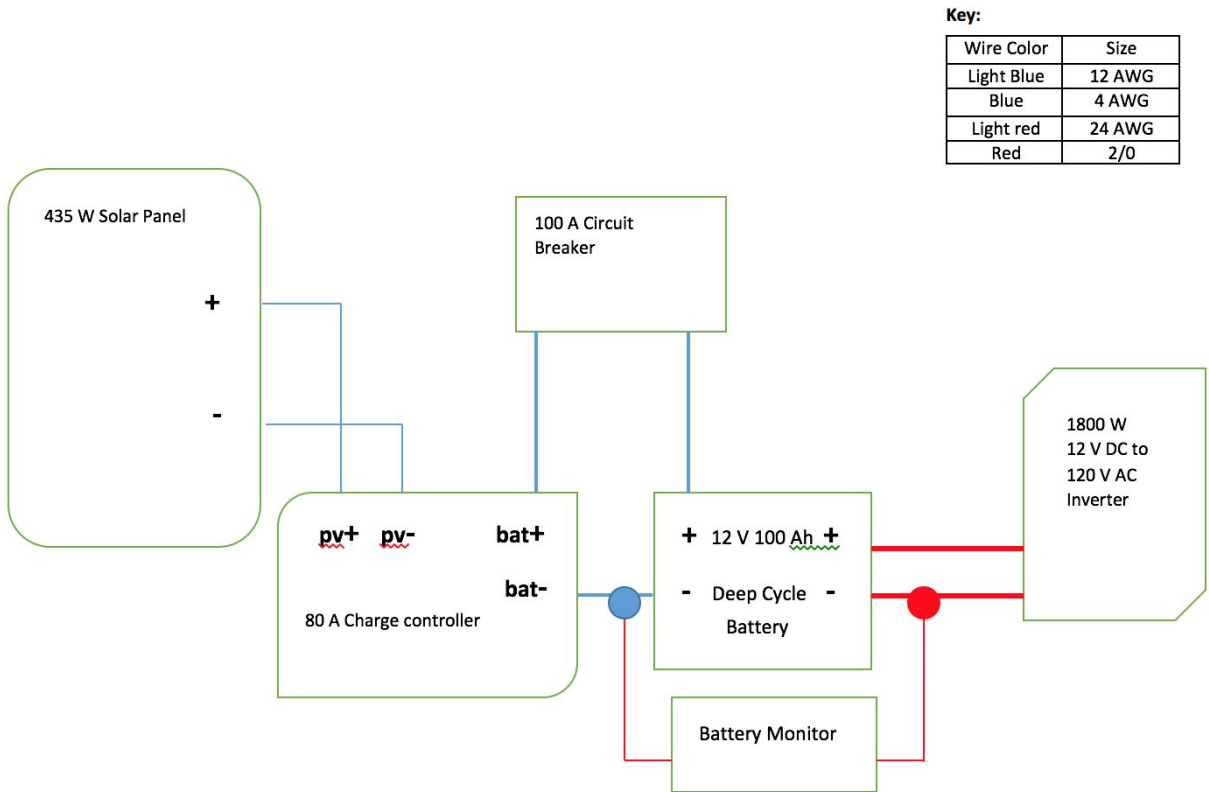 Key:
Wire Color Size
Light Blue 12 AWG
Blue 4 AWG
Light red 24 AWG
Red 2/0
435 W Solar Panel
+
-
100 A Circuit
Breaker
1800 W
12 V DC to
120 V AC
Inverter
pv+ pv- bat+
bat-
80 A Charge controller
+ 12 V 100 Ah +
- Deep Cycle -
Battery
Battery Monitor